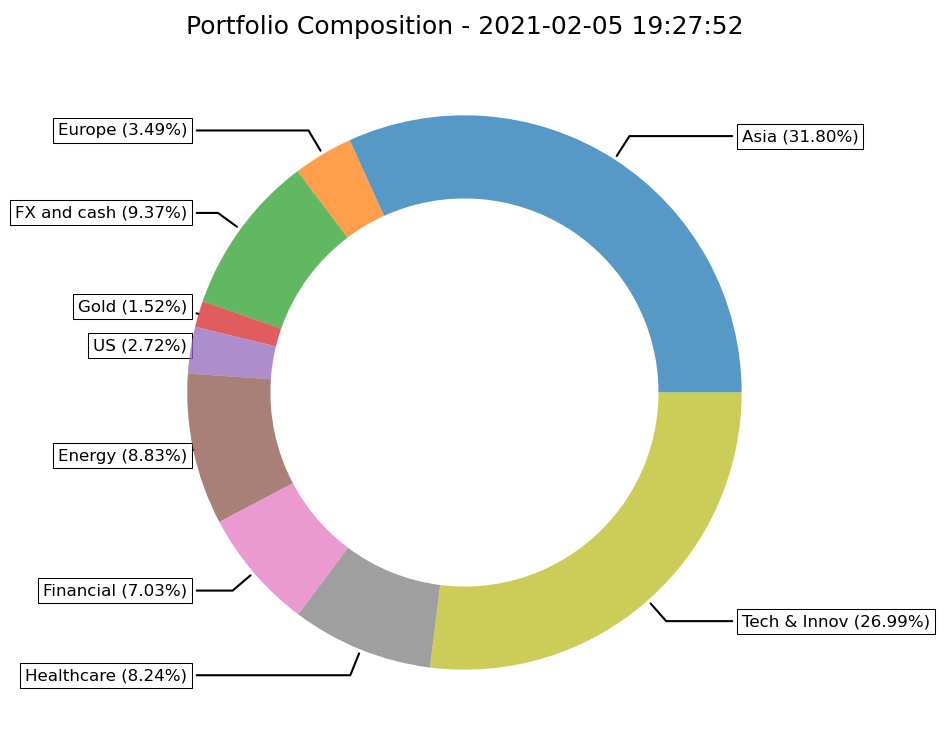 Portfolio Composition - 2021-02-05 19:27:52
Europe (3.49%)
Asia (31.80%)
FX and cash (9.37%)
Gold (1.52%)
US (2.72%)
Energy (8.83%)
Financial (7.03%)
Tech & Innov (26.99%)
Healthcare (8.24%)